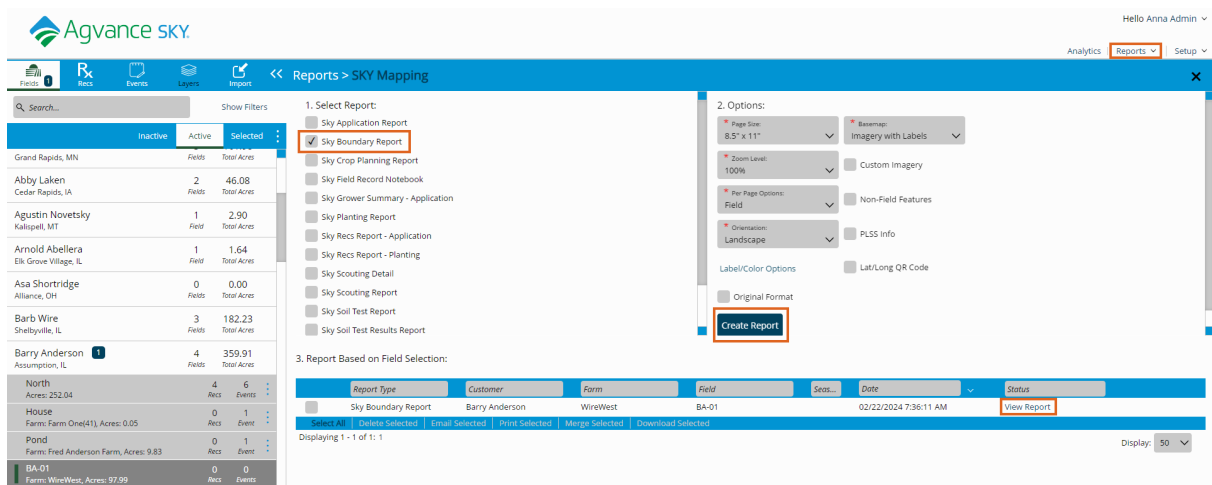 Agvance SKY.
Hello Anna Admin
Analytics Reports Setup
Fields 1 Rx Recs Events Layers Import << Reports > SKY Mapping
Search... Show Filters
Inactive Active Selected
Grand Rapids, MN Fields Total Acres
Abby Laken 2 46.08
Cedar Rapids, IA Fields Total Acres
Agustin Novetsky 1 2.90
Kalispell, MT Field Total Acres
Arnold Abellera 1 1.64
Elk Grove Village, IL Field Total Acres
Asa Shortridge 0 0.00
Alliance, OH Fields Total Acres
Barb Wire 3 182.23
Shelbyville, IL Fields Total Acres
Barry Anderson 1 4 359.91
Assumption, IL Fields Total Acres
North 4 6
Acres: 252.04 Recs Events
House 0 1
Farm: Farm One(41), Acres: 0.05 Recs Event
Pond 0 1
Farm: Fred Anderson Farm, Acres: 9.83 Recs Event
BA-01 0 0
Farm: WireWest, Acres: 97.99 Recs Events
1. Select Report:
Sky Application Report
Sky Boundary Report
Sky Crop Planning Report
Sky Field Record Notebook
Sky Grower Summary - Application
Sky Planting Report
Sky Recs Report - Application
Sky Recs Report - Planting
Sky Scouting Detail
Sky Scouting Report
Sky Soil Test Report
Sky Soil Test Results Report
2. Options:
* Page Size: * Basemap:
8.5" x 11" Imagery with Labels
* Zoom Level:
100% Custom Imagery
* Per Page Options:
Field Non-Field Features
* Orientation:
Landscape PLSS Info
Label/Color Options Lat/Long QR Code
Original Format
Create Report
3. Report Based on Field Selection:
Report Type Customer Farm Field Seas... Date Status
Sky Boundary Report Barry Anderson WireWest BA-01 02/22/2024 7:36:11 AM View Report
Select All | Delete Selected | Email Selected | Print Selected | Merge Selected | Download Selected
Displaying 1 - 1 of 1: 1
Display: 50